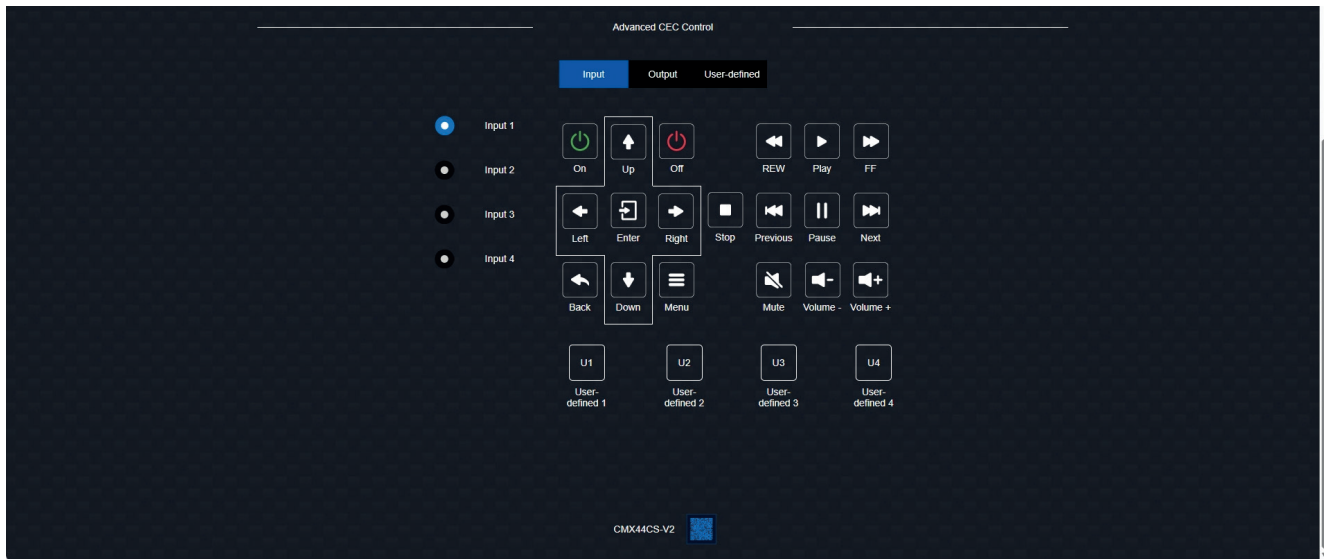 Advanced CEC Control
Input Output User-defined
Input 1
Input 2
Input 3
Input 4
On Up Off REW Play FF
Left Enter Right Stop Previous Pause Next
Back Down Menu Mute Volume - Volume +
U1 U2 U3 U4
User- User- User- User-
defined 1 defined 2 defined 3 defined 4
CMX44CS-V2